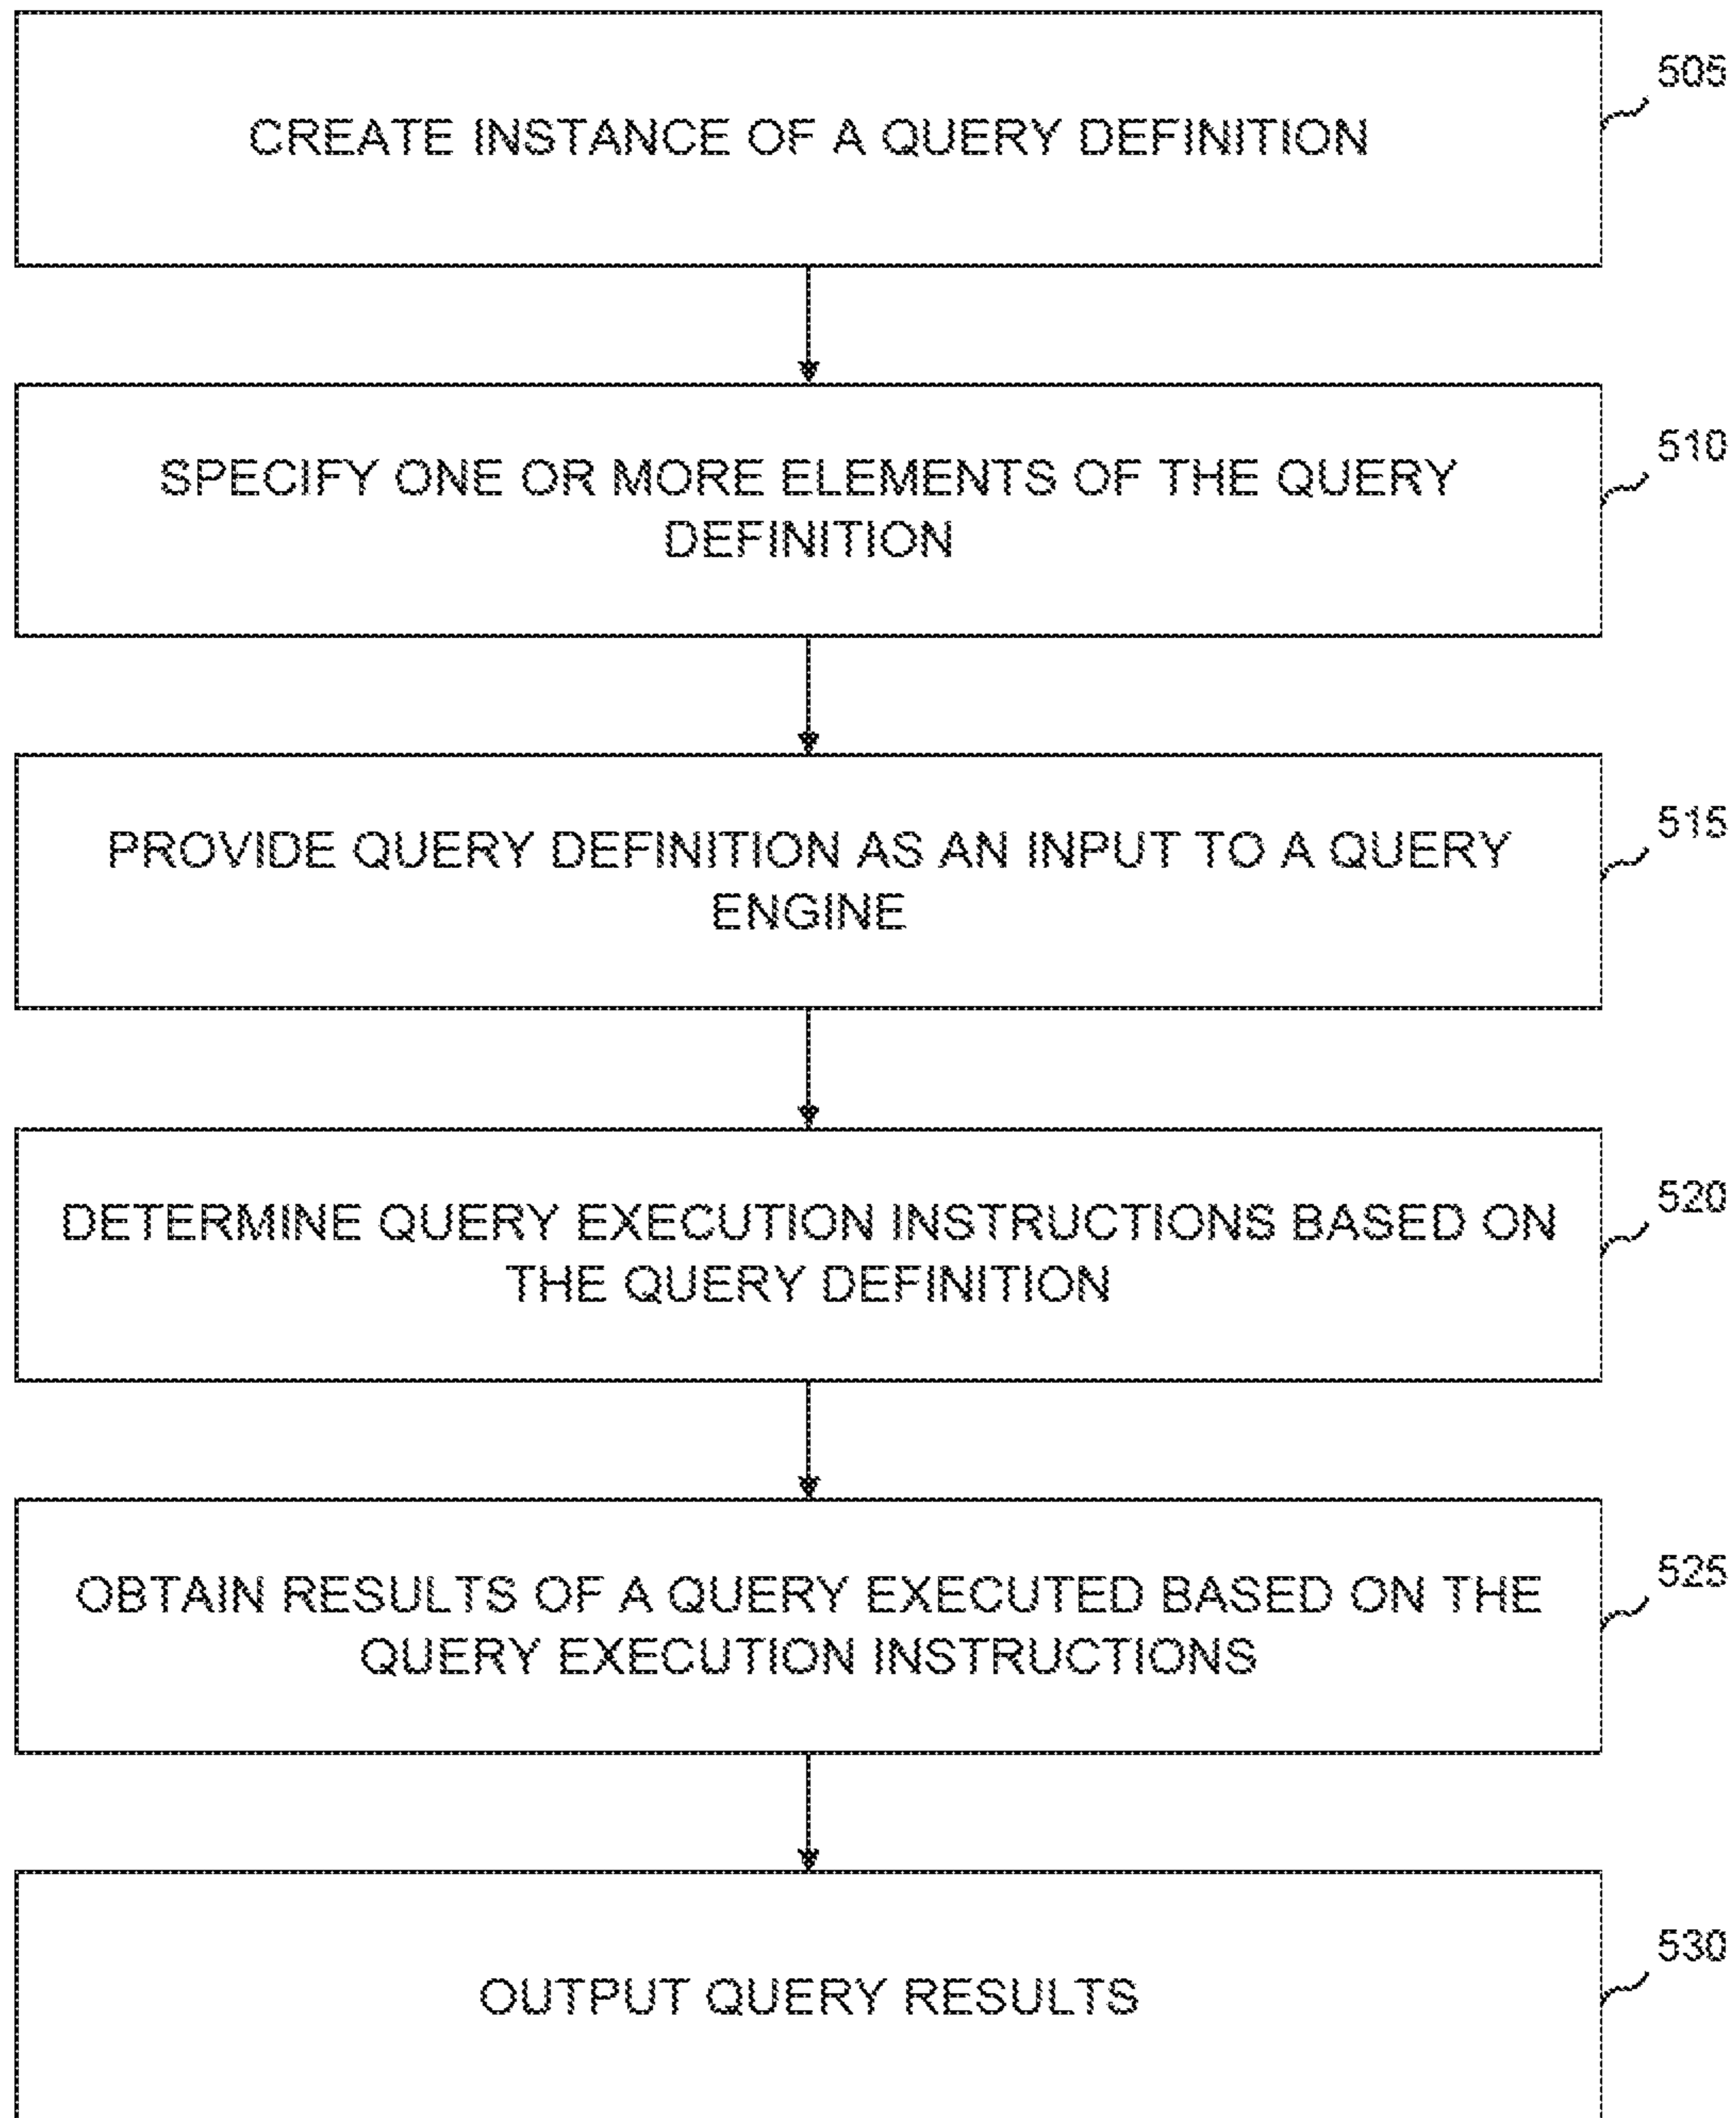 CREATE INSTANCE OF A QUERY DEFINITION
505
SPECIFY ONE OR MORE ELEMENTS OF THE QUERY
DEFINITION
510
PROVIDE QUERY DEFINITION AS AN INPUT TO A QUERY
ENGINE
515
DETERMINE QUERY EXECUTION INSTRUCTIONS BASED ON
THE QUERY DEFINITION
520
OBTAIN RESULTS OF A QUERY EXECUTED BASED ON THE
QUERY EXECUTION INSTRUCTIONS
525
OUTPUT QUERY RESULTS
530